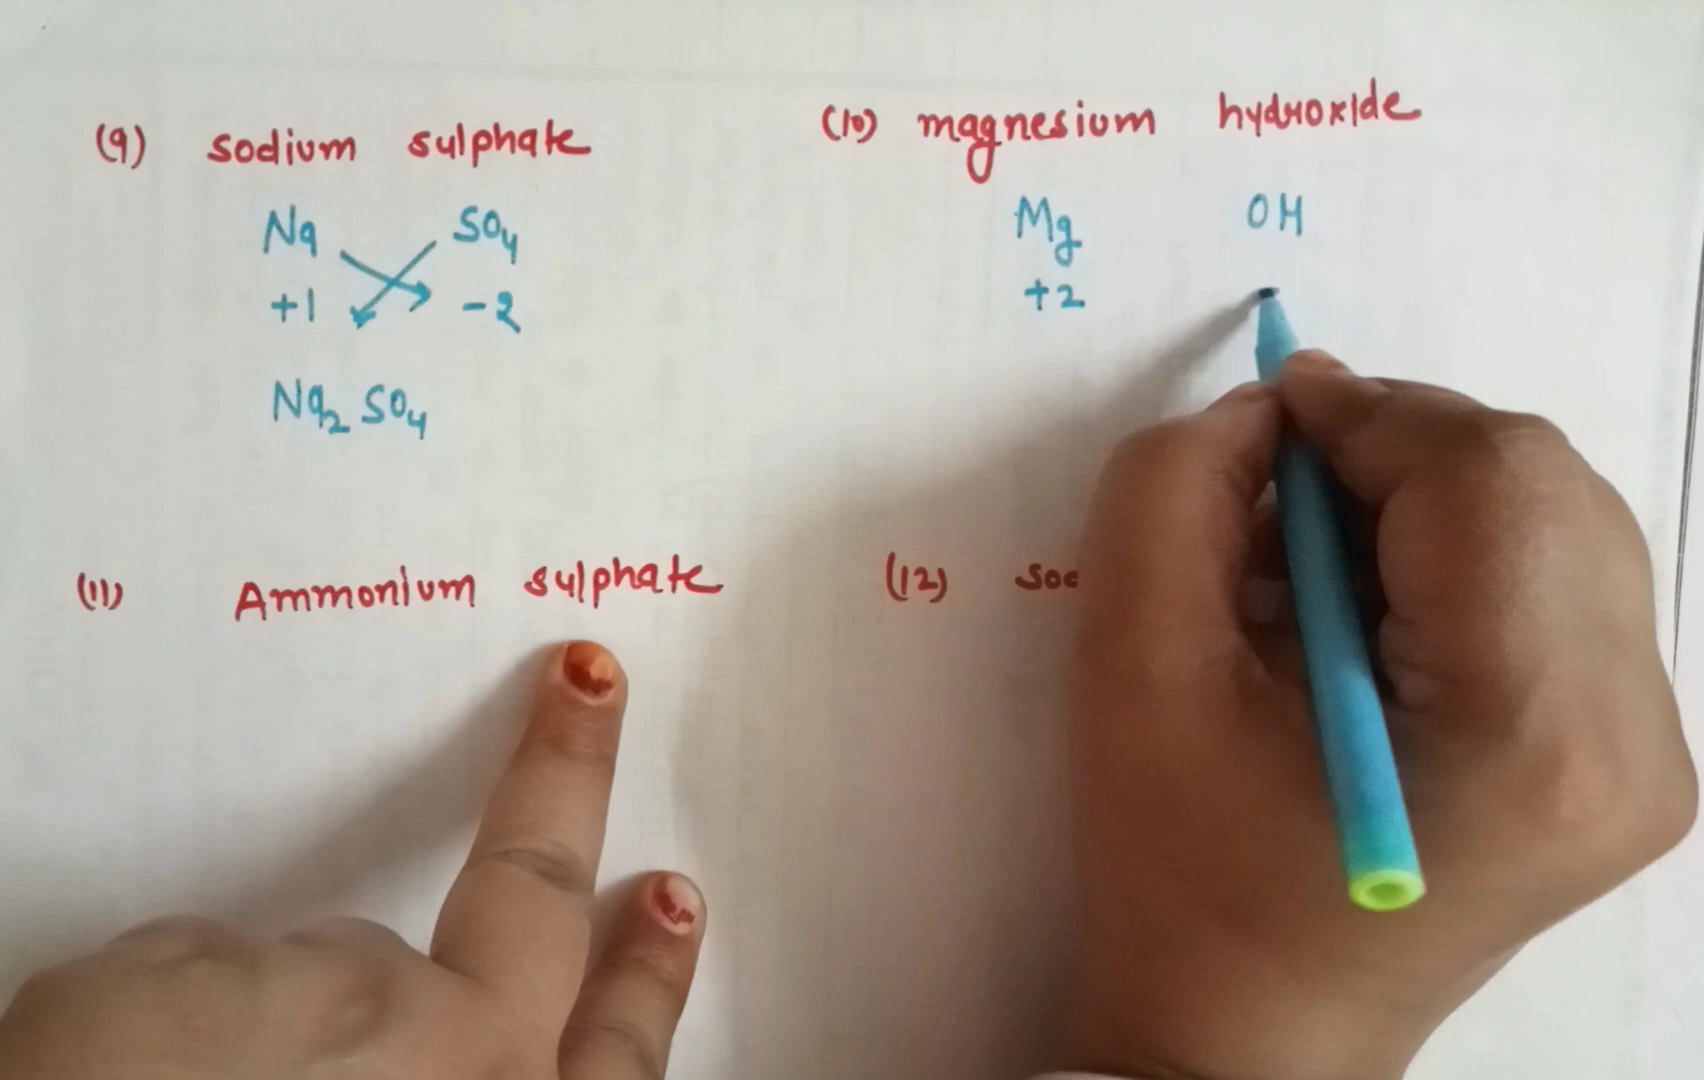 (9) sodium sulphate
Na SO4
+1 -2
Na2 SO4
(10) magnesium hydroxide
Mg OH
+2
(11) Ammonium sulphate
(12)